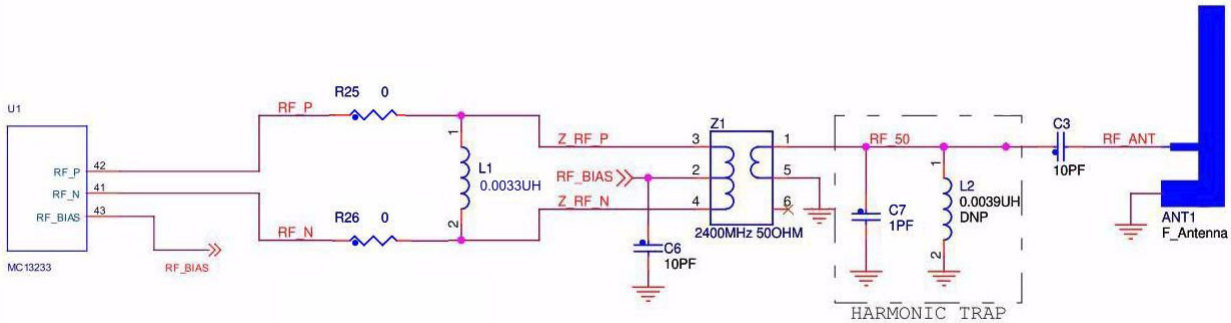 U1
RF_P
42
RF_N
41
RF_BIAS
43
MC13233
RF_BIAS
RF_P
R25 0
RF_N
R26 0
1
L1
0.0033UH
2
Z_RF_P
RF_BIAS
Z_RF_N
C6
10PF
Z1
3
2
4
1
5
6
2400MHz 50OHM
RF_50
C7
1PF
1
L2
0.0039UH
DNP
2
HARMONIC TRAP
C3
10PF
RF_ANT
ANT1
F_Antenna